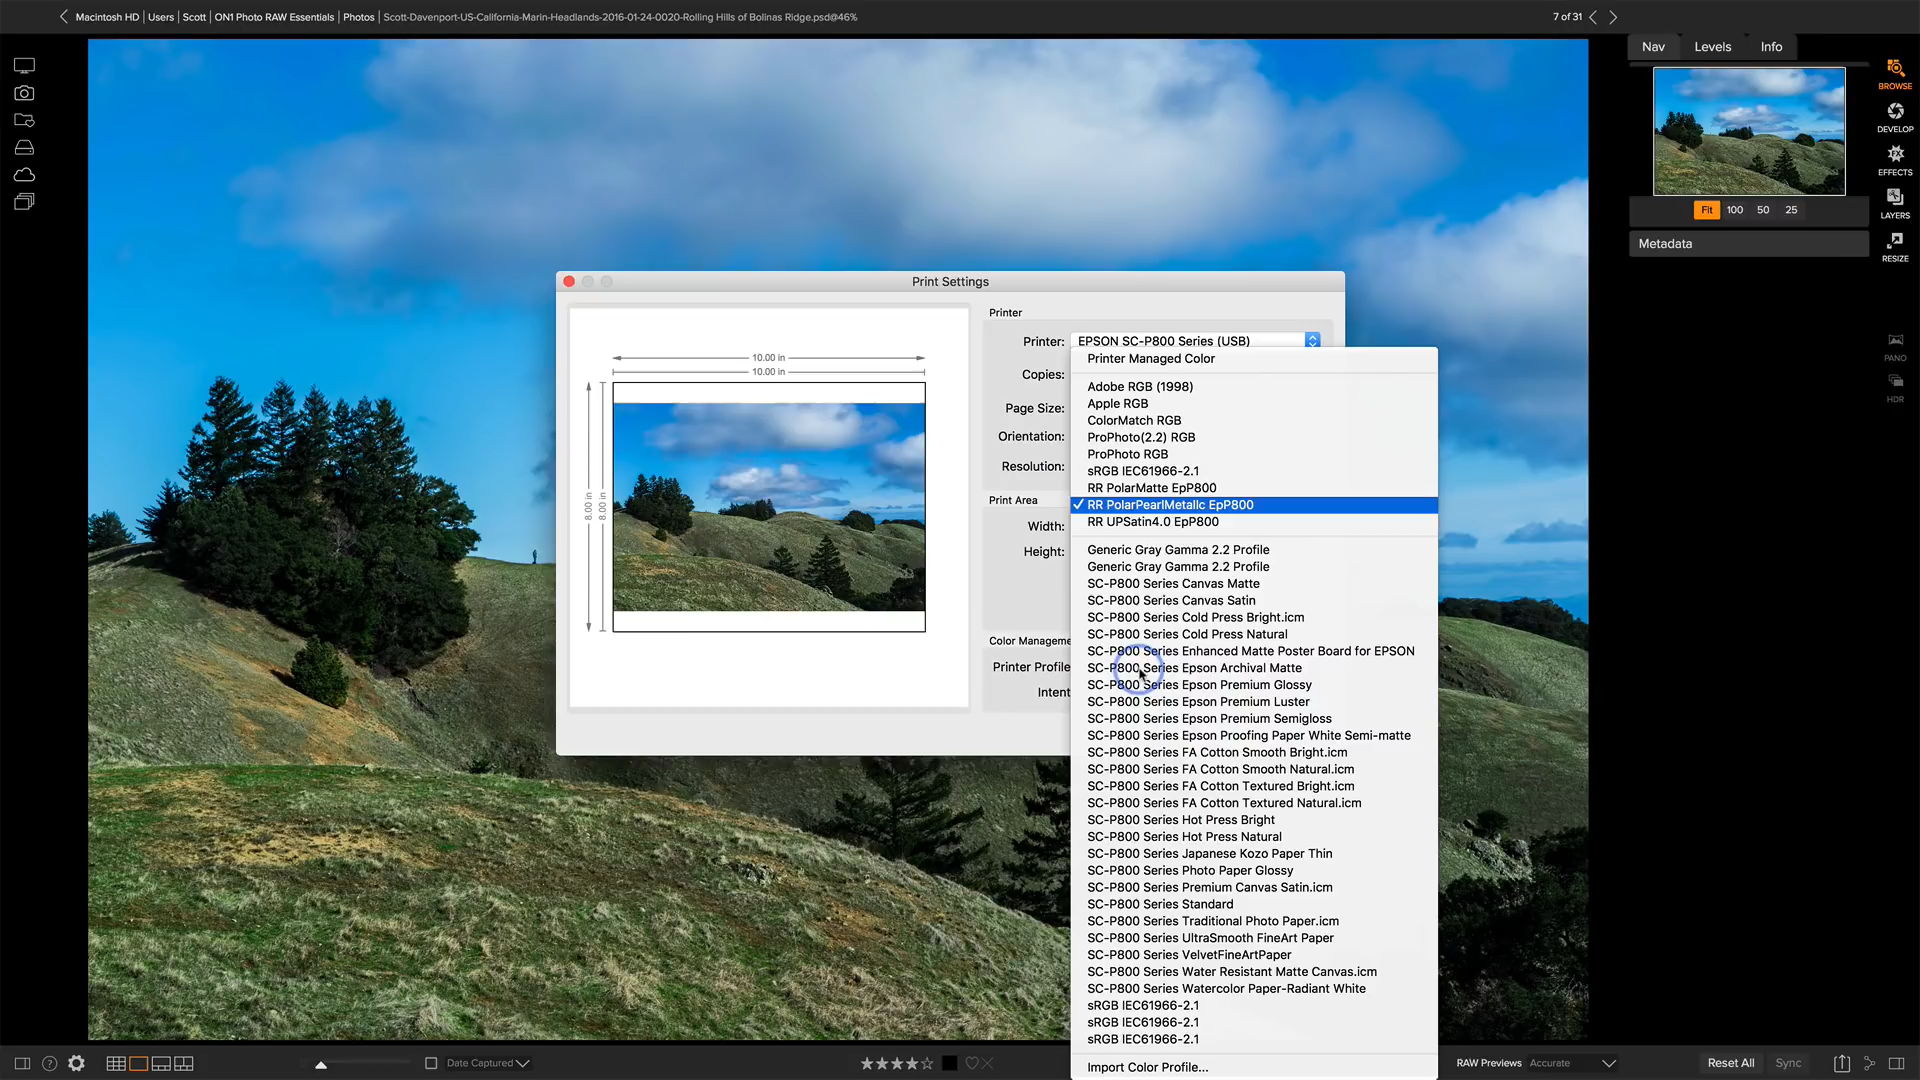 Macintosh HD | Users | Scott | ON1 Photo RAW Essentials | Photos | Scott-Davenport-US-California-Marin-Headlands-2016-01-24-0020-Rolling Hills of Bolinas Ridge.psd@46%
7 of 31
Nav Levels Info
BROWSE
DEVELOP
EFFECTS
LAYERS
RESIZE
PANO
HDR
Fit 100 50 25
Metadata
Print Settings
10.00 in
10.00 in
8.00 in
8.00 in
Printer
Printer: EPSON SC-P800 Series (USB)
Copies:
Page Size:
Orientation:
Resolution:
Print Area
Width:
Height:
Color Manageme
Printer Profile
Intent
Printer Managed Color
Adobe RGB (1998)
Apple RGB
ColorMatch RGB
ProPhoto(2.2) RGB
ProPhoto RGB
sRGB IEC61966-2.1
RR PolarMatte EpP800
✓ RR PolarPearlMetallc EpP800
RR UPSatin4.0 EpP800
Generic Gray Gamma 2.2 Profile
Generic Gray Gamma 2.2 Profile
SC-P800 Series Canvas Matte
SC-P800 Series Canvas Satin
SC-P800 Series Cold Press Bright.icm
SC-P800 Series Cold Press Natural
SC-P800 Series Enhanced Matte Poster Board for EPSON
SC-P800 Series Epson Archival Matte
SC-P800 Series Epson Premium Glossy
SC-P800 Series Epson Premium Luster
SC-P800 Series Epson Premium Semigloss
SC-P800 Series Epson Proofing Paper White Semi-matte
SC-P800 Series FA Cotton Smooth Bright.icm
SC-P800 Series FA Cotton Smooth Natural.icm
SC-P800 Series FA Cotton Textured Bright.icm
SC-P800 Series FA Cotton Textured Natural.icm
SC-P800 Series Hot Press Bright
SC-P800 Series Hot Press Natural
SC-P800 Series Japanese Kozo Paper Thin
SC-P800 Series Photo Paper Glossy
SC-P800 Series Premium Canvas Satin.icm
SC-P800 Series Standard
SC-P800 Series Traditional Photo Paper.icm
SC-P800 Series UltraSmooth FineArt Paper
SC-P800 Series VelvetFineArtPaper
SC-P800 Series Water Resistant Matte Canvas.icm
SC-P800 Series Watercolor Paper-Radiant White
sRGB IEC61966-2.1
sRGB IEC61966-2.1
sRGB IEC61966-2.1
Import Color Profile...
Date Captured
RAW Previews Accurate
Reset All Sync